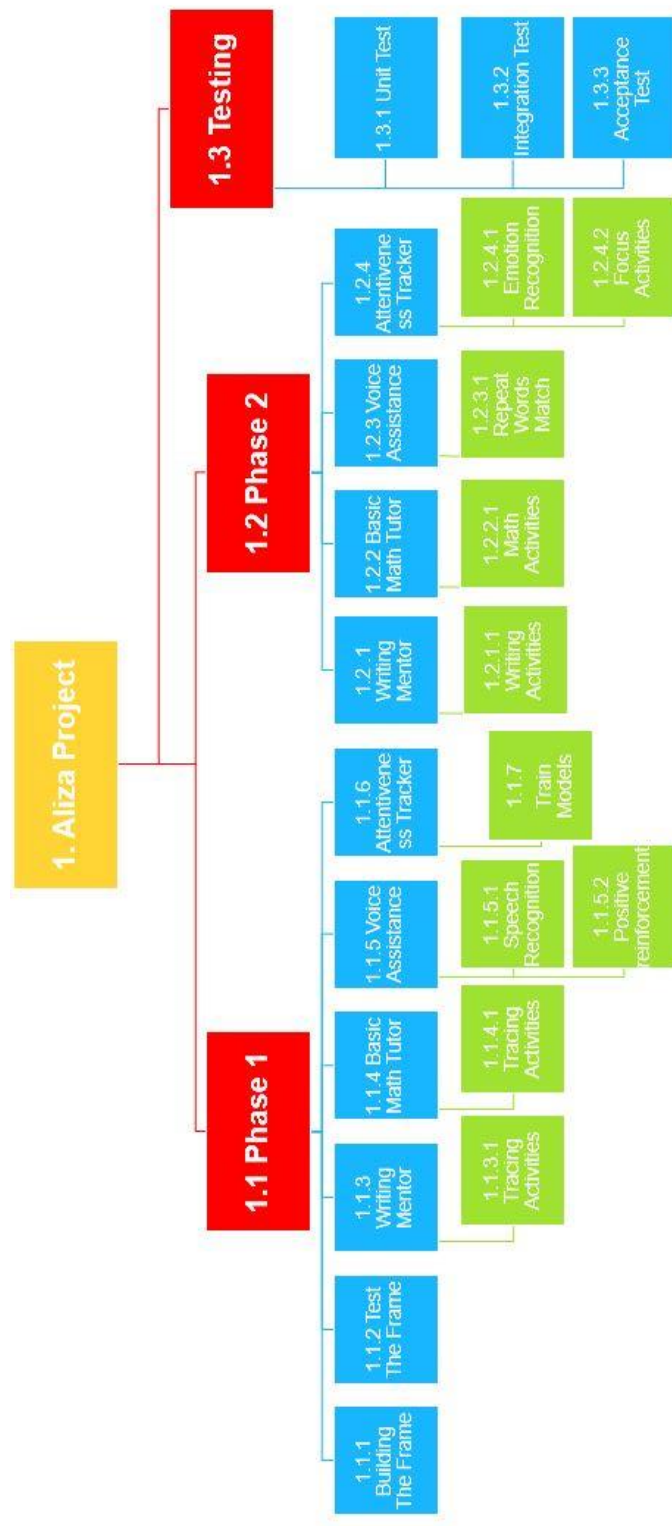 1. Aliza Project
1.1 Phase 1
1.2 Phase 2
1.3 Testing
1.1.1
Building
The Frame
1.1.2 Test
The Frame
1.1.3
Writing
Mentor
1.1.4 Basic
Math Tutor
1.1.5 Voice
Assistance
1.1.6
Attentivene
ss Tracker
1.2 .1
Writing
Mentor
1.2.2 Basic
Math Tutor
1.2.3 Voice
Assistance
1.2.4
Attentivene
ss Tracker
1.3.1 Unit Test
1.1.3.1
Tracing
Activities
1.1.4.1
Tracing
Activities
1.1.5.1
Speech
Recognition
1.1.7
Train
Models
1.2.1.1
Writing
Activities
1.2.2.1
Math
Activities
1.2.3.1
Repeat
Words
Match
1.2.4.1
Emotion
Recognition
1.3.2
Integration Test
1.1.5.2
Positive
reinforcement
1.2.4.2
Focus
Activities
1.3.3
Acceptance
Test